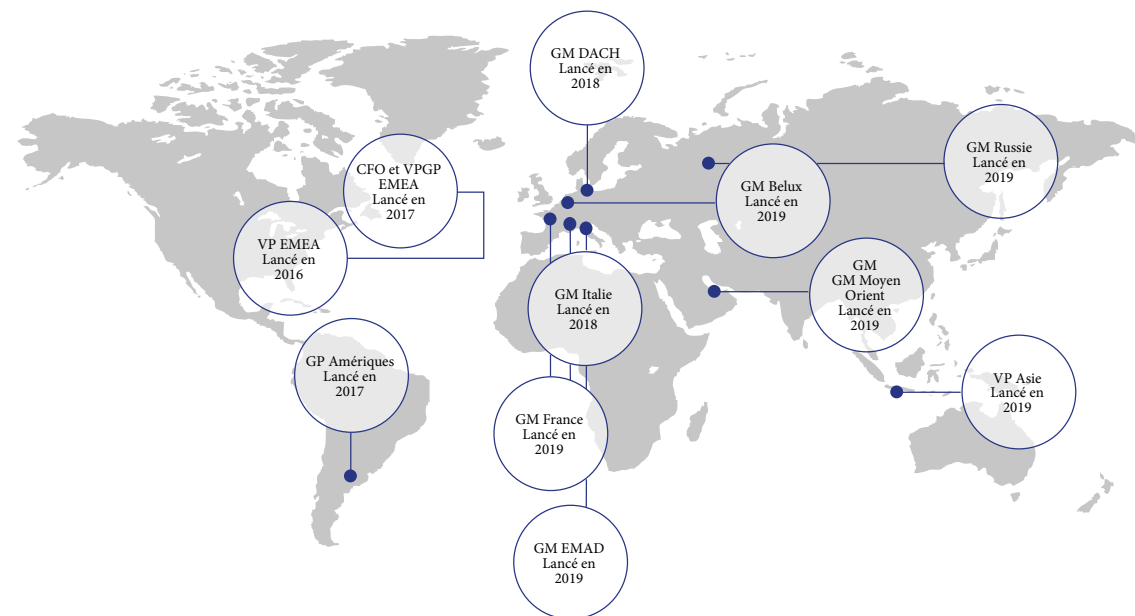 GM DACH
Lancé en
2018
CFO et VPGP
EMEA
Lancé en
2017
GM Russie
Lancé en
2019
GM Belux
Lancé en
2019
VP EMEA
Lancé en
2016
GM
GM Moyen
Orient
Lancé en
2019
GM Italie
Lancé en
2018
GP Amériques
Lancé en
2017
VP Asie
Lancé en
2019
GM France
Lancé en
2019
GM EMAD
Lancé en
2019